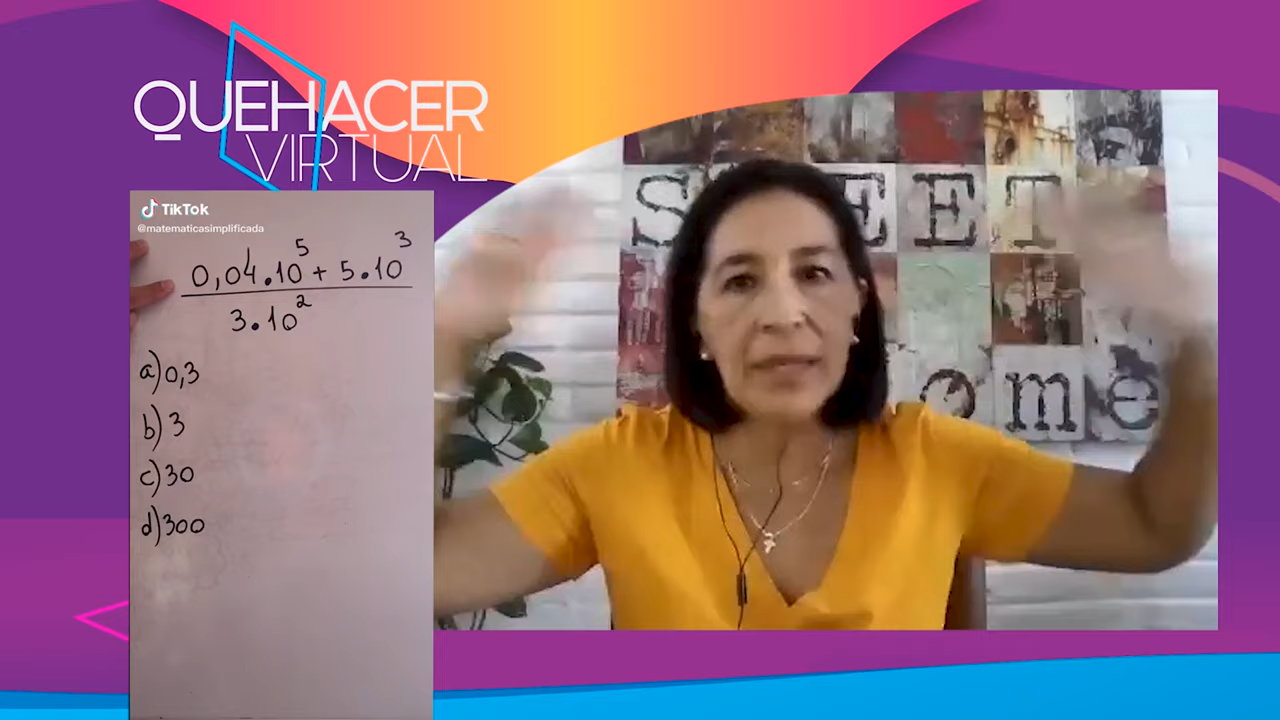 QUEHACER
VIRTUAL
TikTok
@matematicasimplificada
0,04.10⁵ + 5.10³
3.10²
a) 0,3
b) 3
c) 30
d) 300
S EET
ome